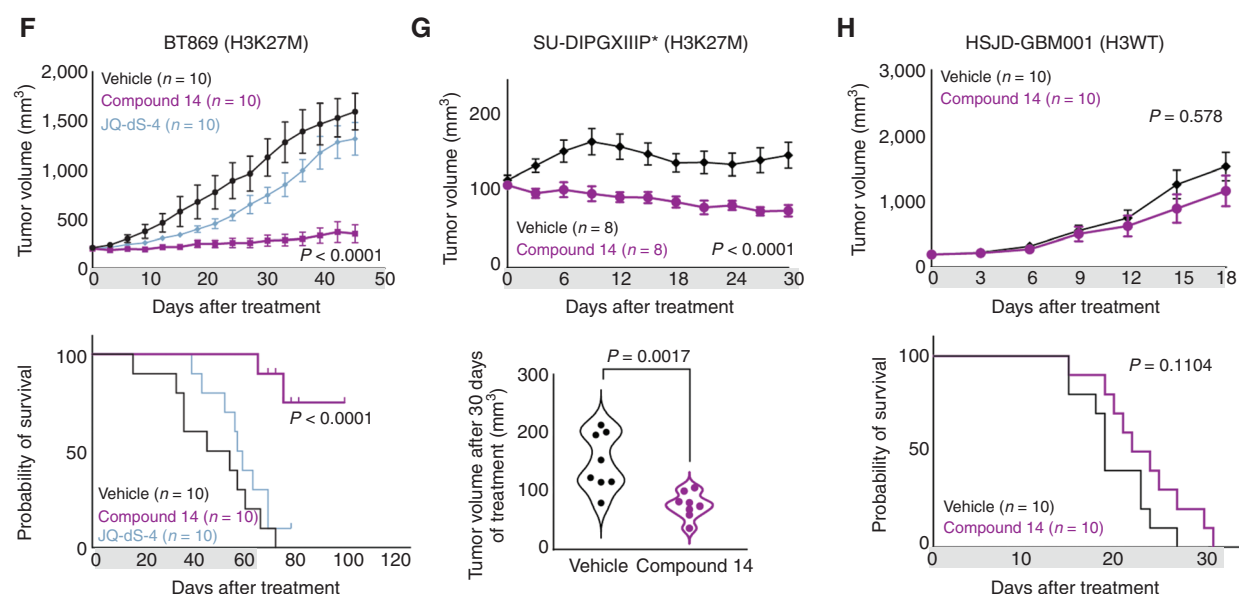 F
BT869 (H3K27M)
Tumor volume (mm³)
2,000
1,500
1,000
500
0
Vehicle (n = 10)
Compound 14 (n = 10)
JQ-dS-4 (n = 10)
P < 0.0001
0 10 20 30 40 50
Days after treatment
Probability of survival
100
50
0
P < 0.0001
Vehicle (n = 10)
Compound 14 (n = 10)
JQ-dS-4 (n = 10)
0 20 40 60 80 100 120
Days after treatment
G
SU-DIPGXIIIP* (H3K27M)
Tumor volume (mm³)
200
100
0
Vehicle (n = 8)
Compound 14 (n = 8)
P < 0.0001
0 6 12 18 24 30
Days after treatment
Tumor volume after 30 days
of treatment (mm³)
300
200
100
0
P = 0.0017
Vehicle Compound 14
H
HSJD-GBM001 (H3WT)
Tumor volume (mm³)
3,000
2,000
1,000
0
Vehicle (n = 10)
Compound 14 (n = 10)
P = 0.578
0 3 6 9 12 15 18
Days after treatment
Probability of survival
100
50
0
P = 0.1104
Vehicle (n = 10)
Compound 14 (n = 10)
0 10 20 30
Days after treatment